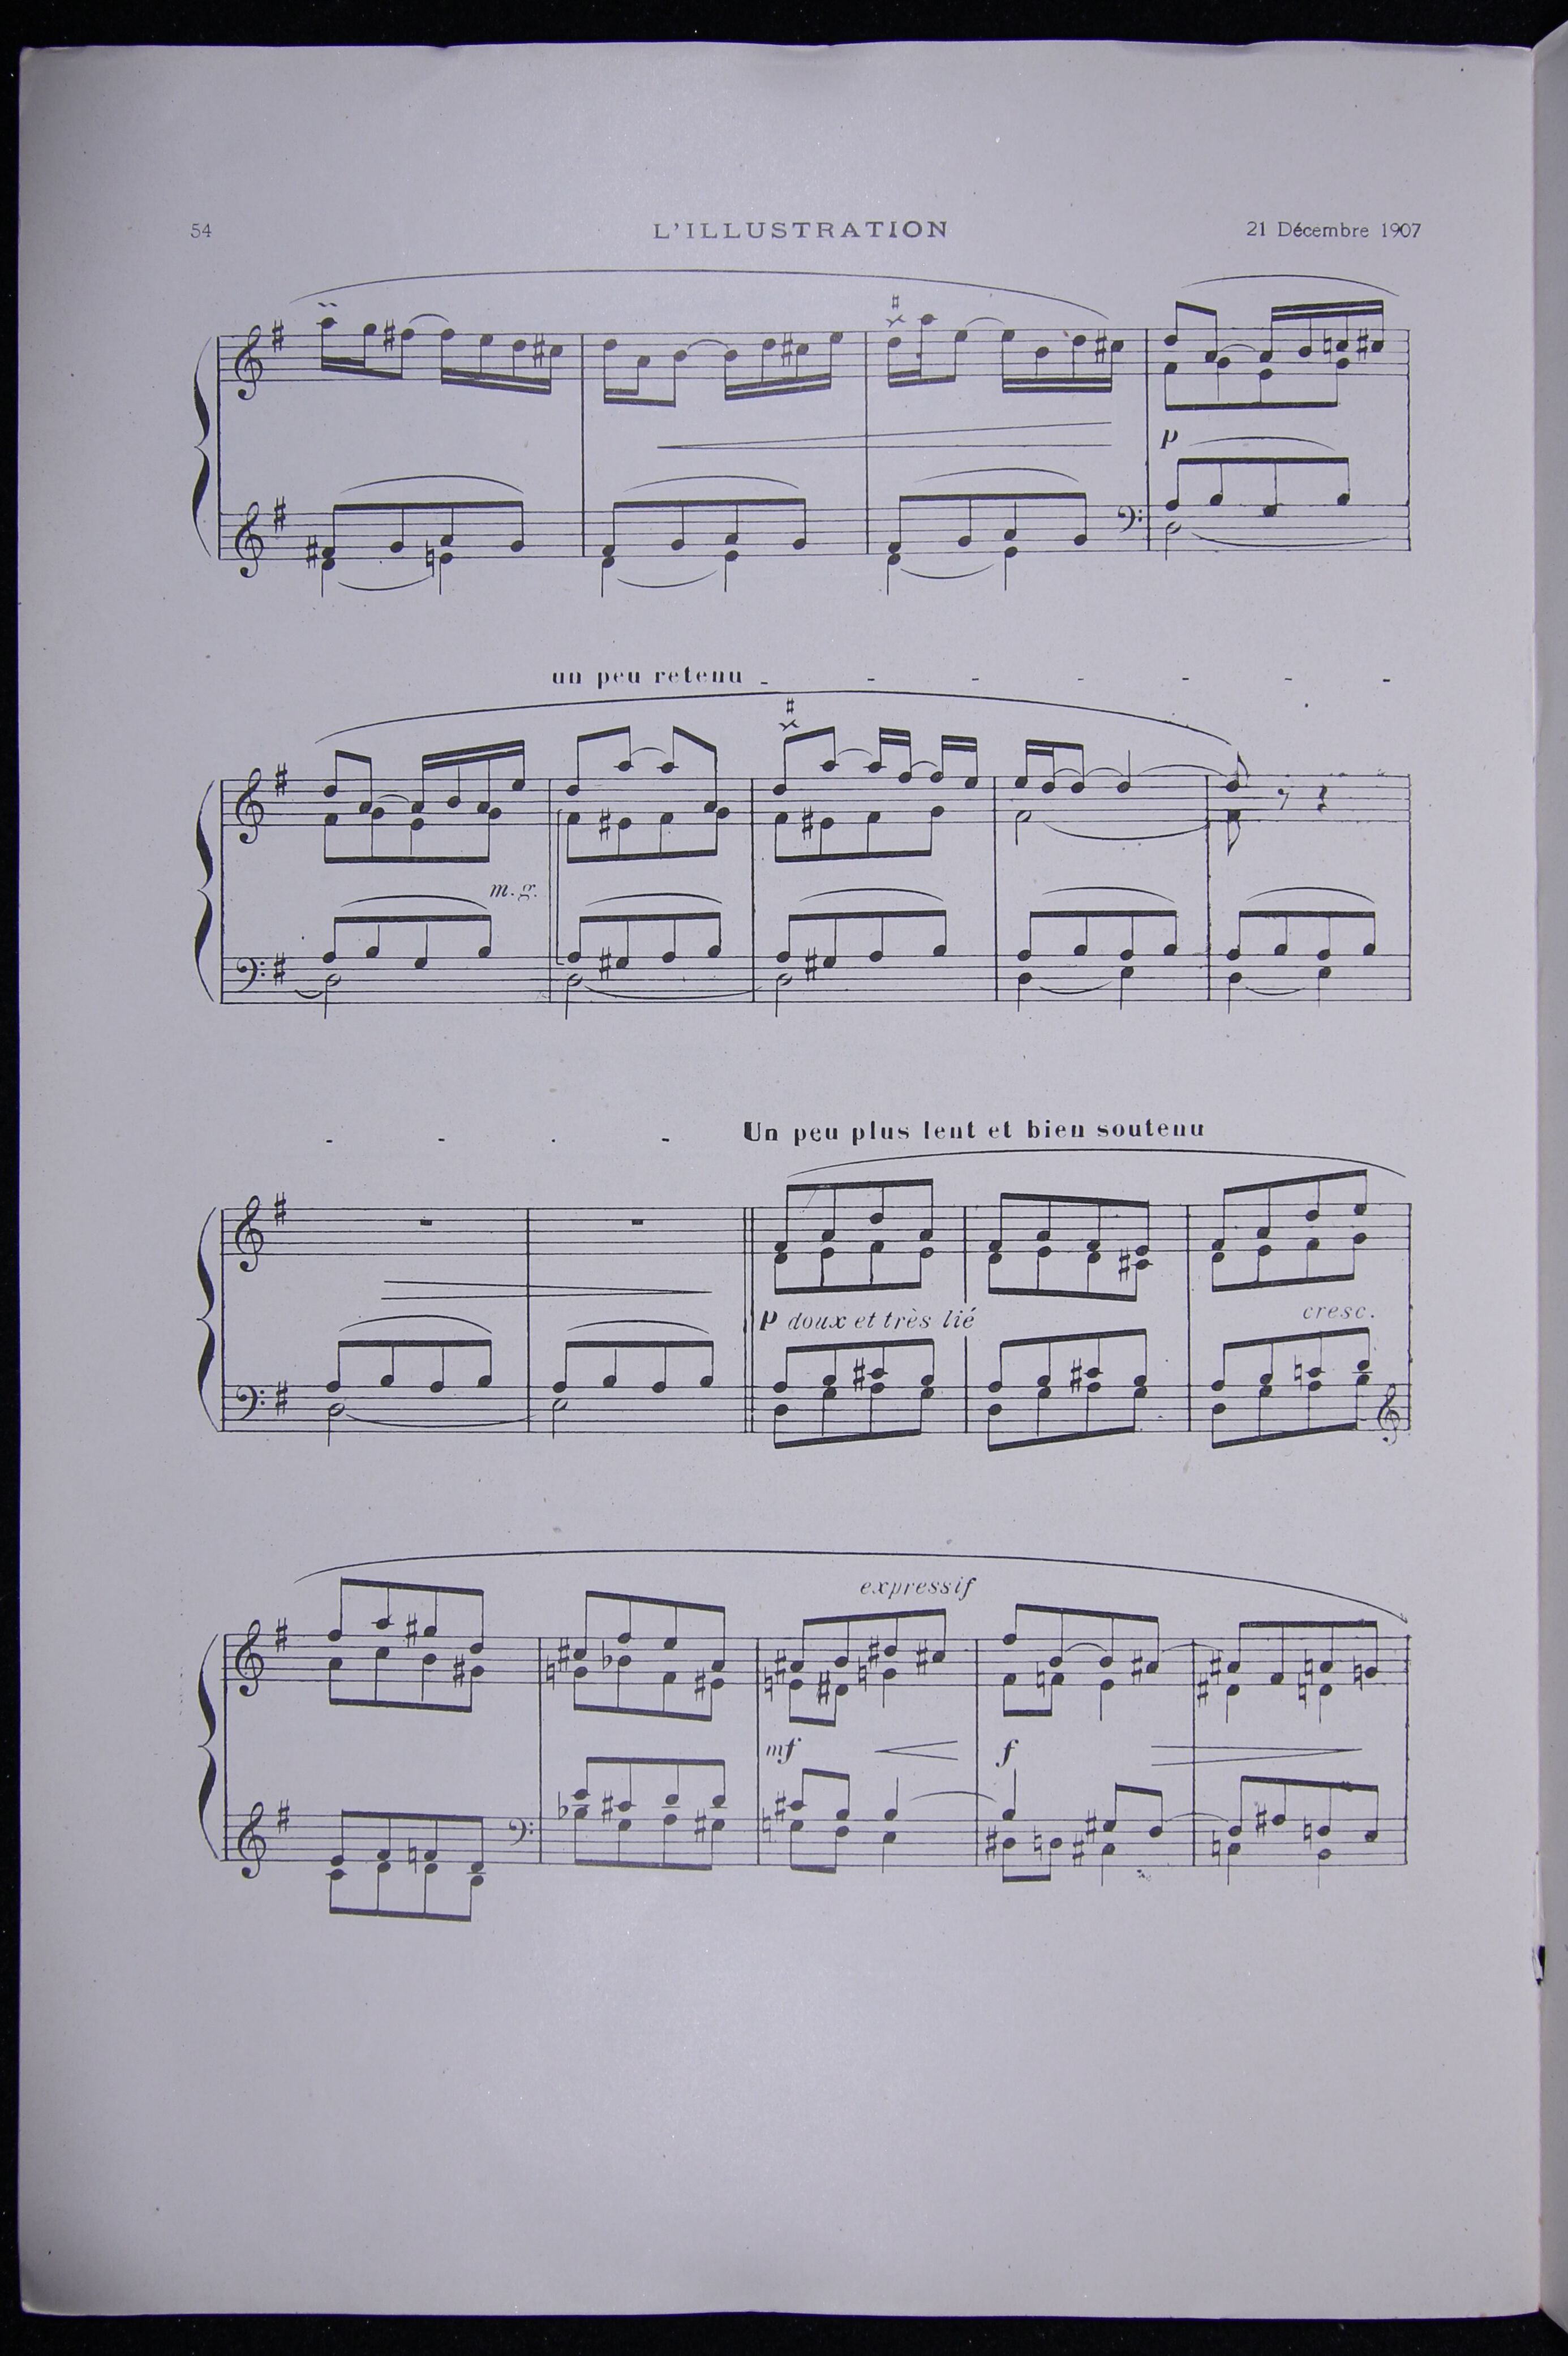 54 L'ILLUSTRATION 21 Décembre 1907
p
un peu retenu
m.g.
Un peu plus lent et bien soutenu
p doux et très lié cresc.
expressif
mf f